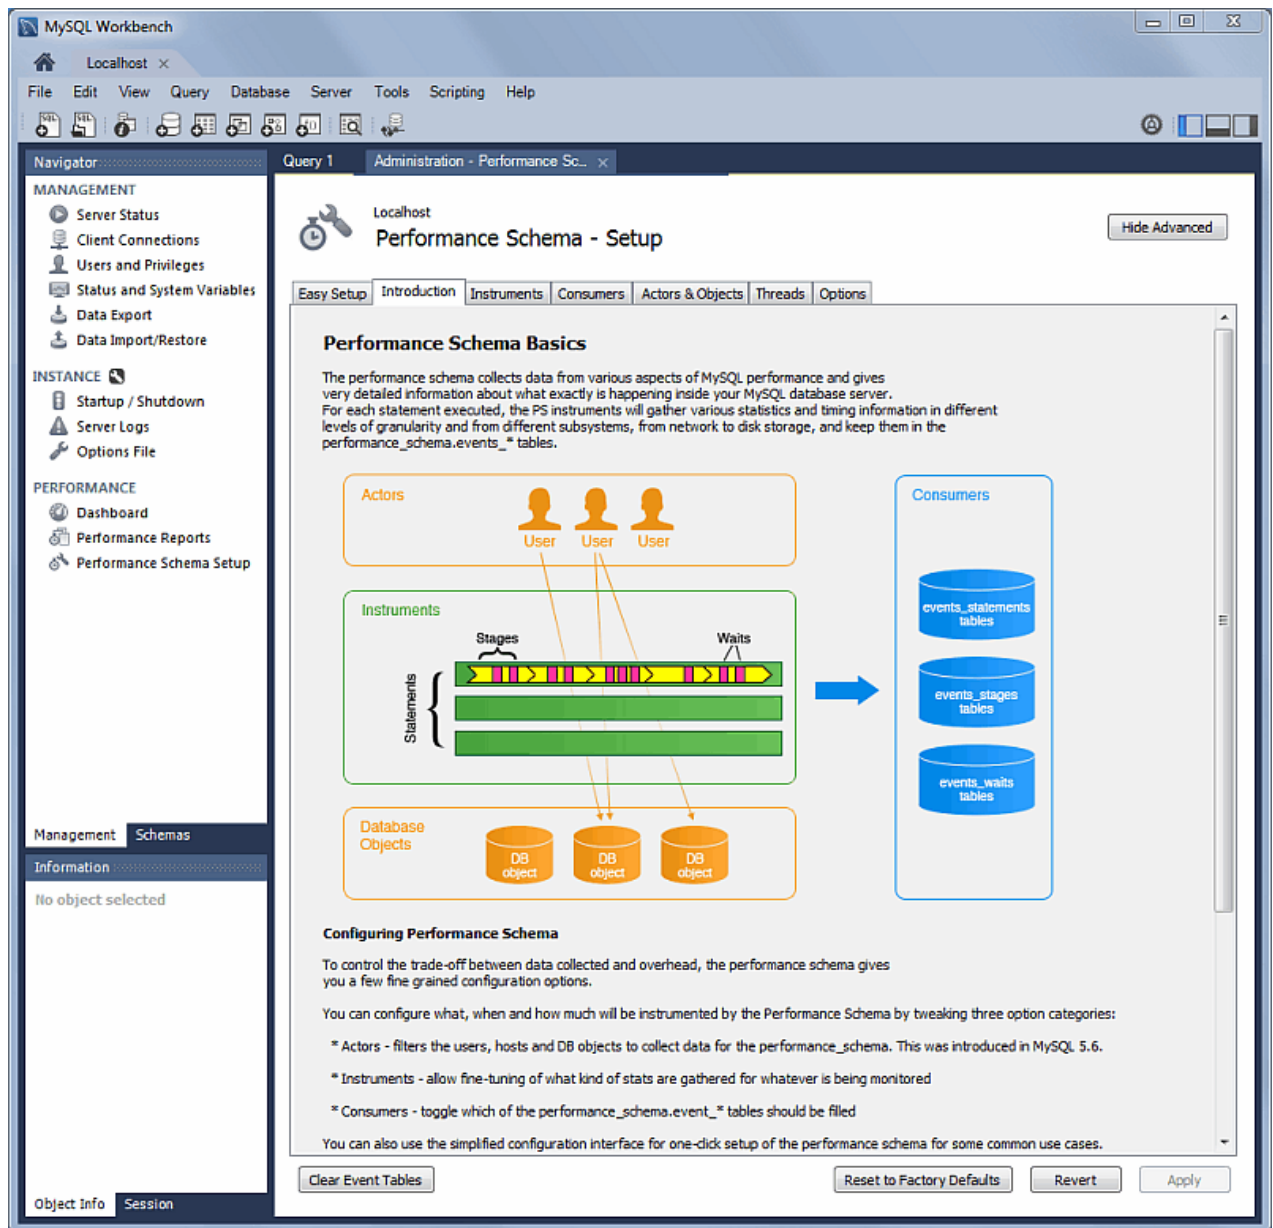 MySQL Workbench
Localhost
File Edit View Query Database Server Tools Scripting Help
Navigator
MANAGEMENT
Server Status
Client Connections
Users and Privileges
Status and System Variables
Data Export
Data Import/Restore
INSTANCE
Startup / Shutdown
Server Logs
Options File
PERFORMANCE
Dashboard
Performance Reports
Performance Schema Setup
Management Schemas
Information
No object selected
Object Info Session
Query 1 Administration - Performance Sc...
Localhost
Performance Schema - Setup
Hide Advanced
Easy Setup Introduction Instruments Consumers Actors & Objects Threads Options
Performance Schema Basics
The performance schema collects data from various aspects of MySQL performance and gives
very detailed information about what exactly is happening inside your MySQL database server.
For each statement executed, the PS instruments will gather various statistics and timing information in different
levels of granularity and from different subsystems, from network to disk storage, and keep them in the
performance_schema.events_* tables.
Actors
User User User
Instruments
Stages Waits
Statements
Database
Objects
DB
object
DB
object
DB
object
Consumers
events_statements
tables
events_stages
tables
events_waits
tables
Configuring Performance Schema
To control the trade-off between data collected and overhead, the performance schema gives
you a few fine grained configuration options.
You can configure what, when and how much will be instrumented by the Performance Schema by tweaking three option categories:
* Actors - filters the users, hosts and DB objects to collect data for the performance_schema. This was introduced in MySQL 5.6.
* Instruments - allow fine-tuning of what kind of stats are gathered for whatever is being monitored
* Consumers - toggle which of the performance_schema.event_* tables should be filled
You can also use the simplified configuration interface for one-click setup of the performance schema for some common use cases.
Clear Event Tables Reset to Factory Defaults Revert Apply